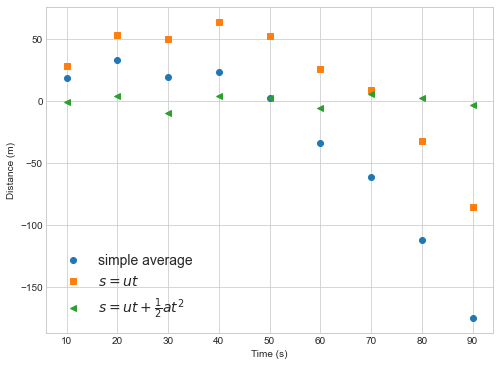 50
0
−50
−100
−150
Distance (m)
simple average
s = ut
s = ut + ½at²
10 20 30 40 50 60 70 80 90
Time (s)